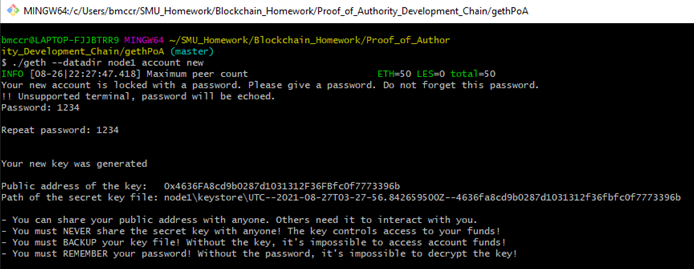 MINGW64:/c/Users/bmccr/SMU_Homework/Blockchain_Homework/Proof_of_Authority_Development_Chain/gethPoA
bmccr@LAPTOP-FJJBTRR9 MINGW64 ~/SMU_Homework/Blockchain_Homework/Proof_of_Author
ity_Development_Chain/gethPoA (master)
$ ./geth --datadir node1 account new
INFO [08-26|22:27:47.418] Maximum peer count ETH=50 LES=0 total=50
Your new account is locked with a password. Please give a password. Do not forget this password.
!! Unsupported terminal, password will be echoed.
Password: 1234
Repeat password: 1234
Your new key was generated
Public address of the key: 0x4636FA8cd9b0287d1031312F36FBfc0f7773396b
Path of the secret key file: node1\keystore\UTC--2021-08-27T03-27-56.842659500Z--4636fa8cd9b0287d1031312f36fbfc0f7773396b
- You can share your public address with anyone. Others need it to interact with you.
- You must NEVER share the secret key with anyone! The key controls access to your funds!
- You must BACKUP your key file! Without the key, it's impossible to access account funds!
- You must REMEMBER your password! Without the password, it's impossible to decrypt the key!